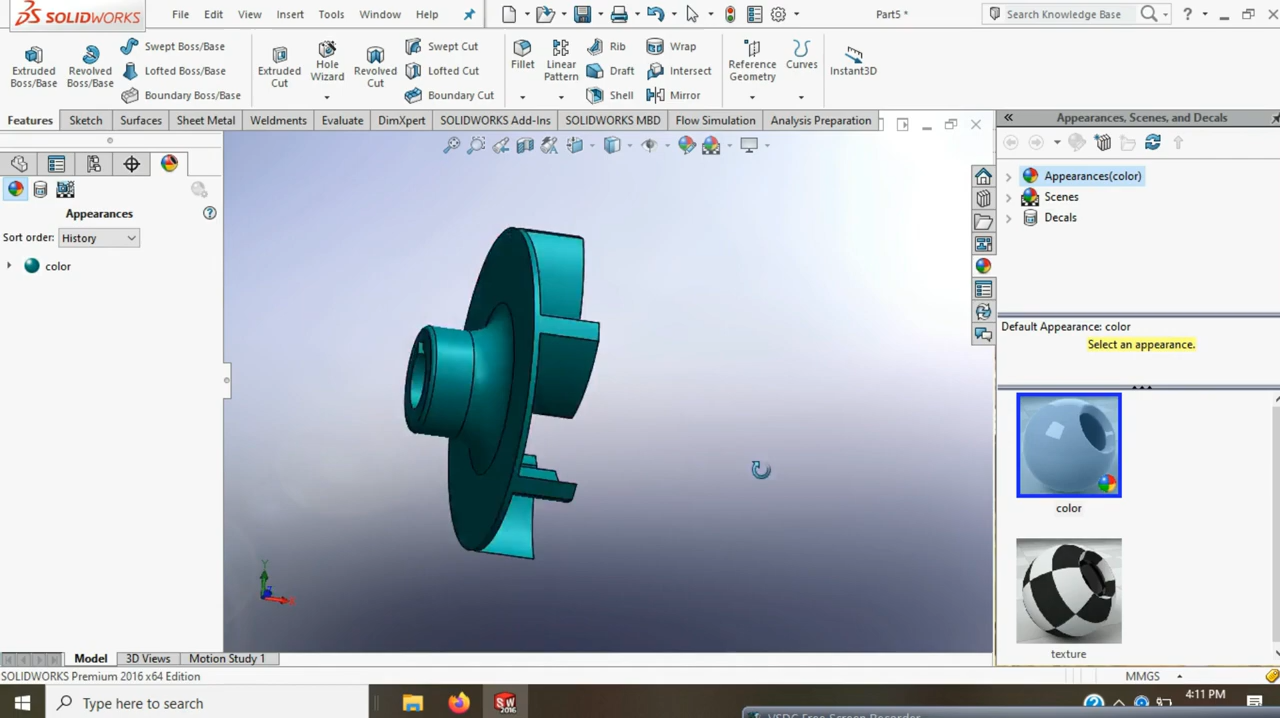 SOLIDWORKS
File Edit View Insert Tools Window Help
Part5 *
Search Knowledge Base
Extruded Boss/Base
Revolved Boss/Base
Swept Boss/Base
Lofted Boss/Base
Boundary Boss/Base
Extruded Cut
Hole Wizard
Revolved Cut
Swept Cut
Lofted Cut
Boundary Cut
Fillet
Linear Pattern
Rib
Draft
Shell
Wrap
Intersect
Mirror
Reference Geometry
Curves
Instant3D
Features Sketch Surfaces Sheet Metal Weldments Evaluate DimXpert SOLIDWORKS Add-Ins SOLIDWORKS MBD Flow Simulation Analysis Preparation
Appearances, Scenes, and Decals
Appearances
Sort order: History
color
Appearances(color)
Scenes
Decals
Default Appearance: color
Select an appearance.
color
texture
Y
Model 3D Views Motion Study 1
SOLIDWORKS Premium 2016 x64 Edition
MMGS
Type here to search
SW
2016
4:11 PM